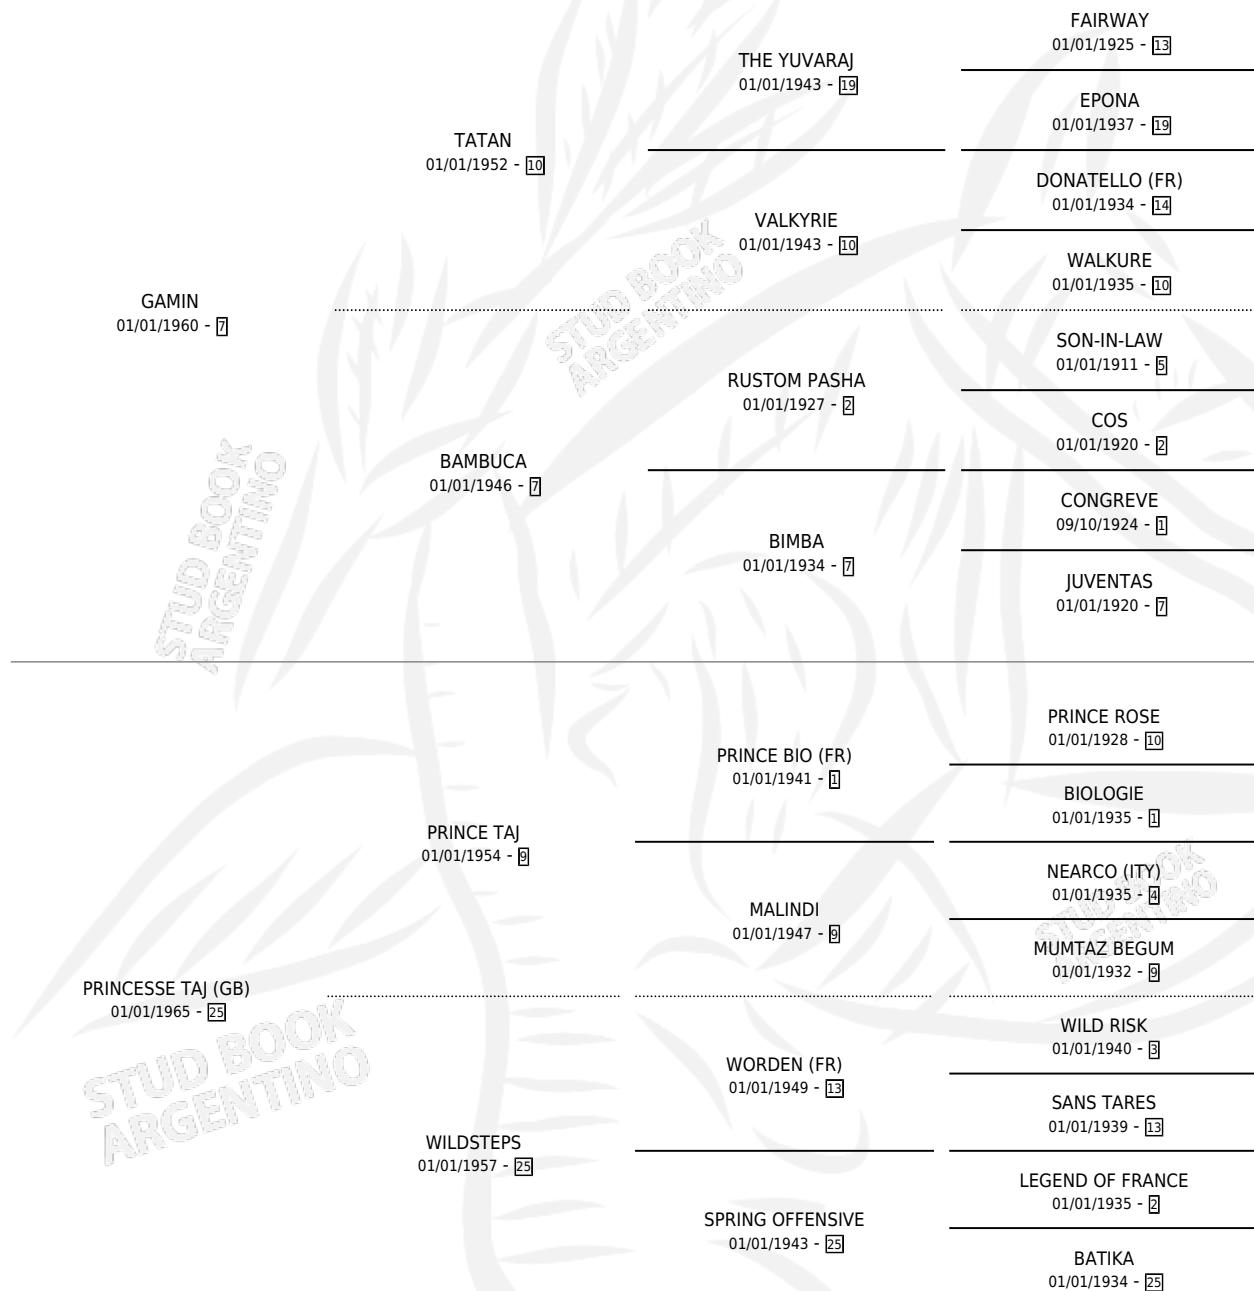 FAIRWAY
01/01/1925 - 13
THE YUVARAJ
01/01/1943 - 19
EPONA
01/01/1937 - 19
TATAN
01/01/1952 - 10
DONATELLO (FR)
01/01/1934 - 14
VALKYRIE
01/01/1943 - 10
WALKURE
01/01/1935 - 10
GAMIN
01/01/1960 - 7
STUD BOOK
ARGENTINO
SON-IN-LAW
01/01/1911 - 5
RUSTOM PASHA
01/01/1927 - 2
COS
01/01/1920 - 2
BAMBUCA
01/01/1946 - 7
CONGREVE
09/10/1924 - 1
BIMBA
01/01/1934 - 7
JUVENTAS
01/01/1920 - 7
STUD BOOK
ARGENTINO
PRINCE ROSE
01/01/1928 - 10
PRINCE BIO (FR)
01/01/1941 - 1
BIOLOGIE
01/01/1935 - 1
PRINCE TAJ
01/01/1954 - 9
NEARCO (ITY)
01/01/1935 - 4
MALINDI
01/01/1947 - 9
STUD BOOK
ARGENTINO
MUMTAZ BEGUM
01/01/1932 - 9
PRINCESSE TAJ (GB)
01/01/1965 - 25
WILD RISK
01/01/1940 - 3
WORDEN (FR)
01/01/1949 - 13
STUD BOOK
ARGENTINO
SANS TARES
01/01/1939 - 13
WILDSTEPS
01/01/1957 - 25
LEGEND OF FRANCE
01/01/1935 - 2
SPRING OFFENSIVE
01/01/1943 - 25
BATIKA
01/01/1934 - 25